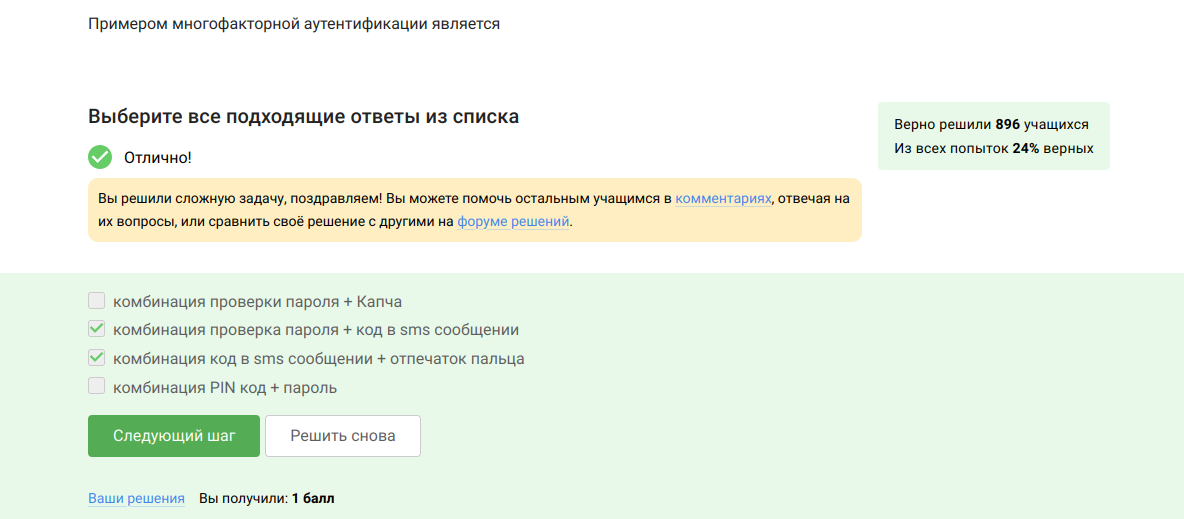 Примером многофакторной аутентификации является
Выберите все подходящие ответы из списка
Отлично!
Верно решили 896 учащихся
Из всех попыток 24% верных
Вы решили сложную задачу, поздравляем! Вы можете помочь остальным учащимся в комментариях, отвечая на
их вопросы, или сравнить своё решение с другими на форуме решений.
комбинация проверки пароля + Капча
комбинация проверка пароля + код в sms сообщении
комбинация код в sms сообщении + отпечаток пальца
комбинация PIN код + пароль
Следующий шаг
Решить снова
Ваши решения Вы получили: 1 балл